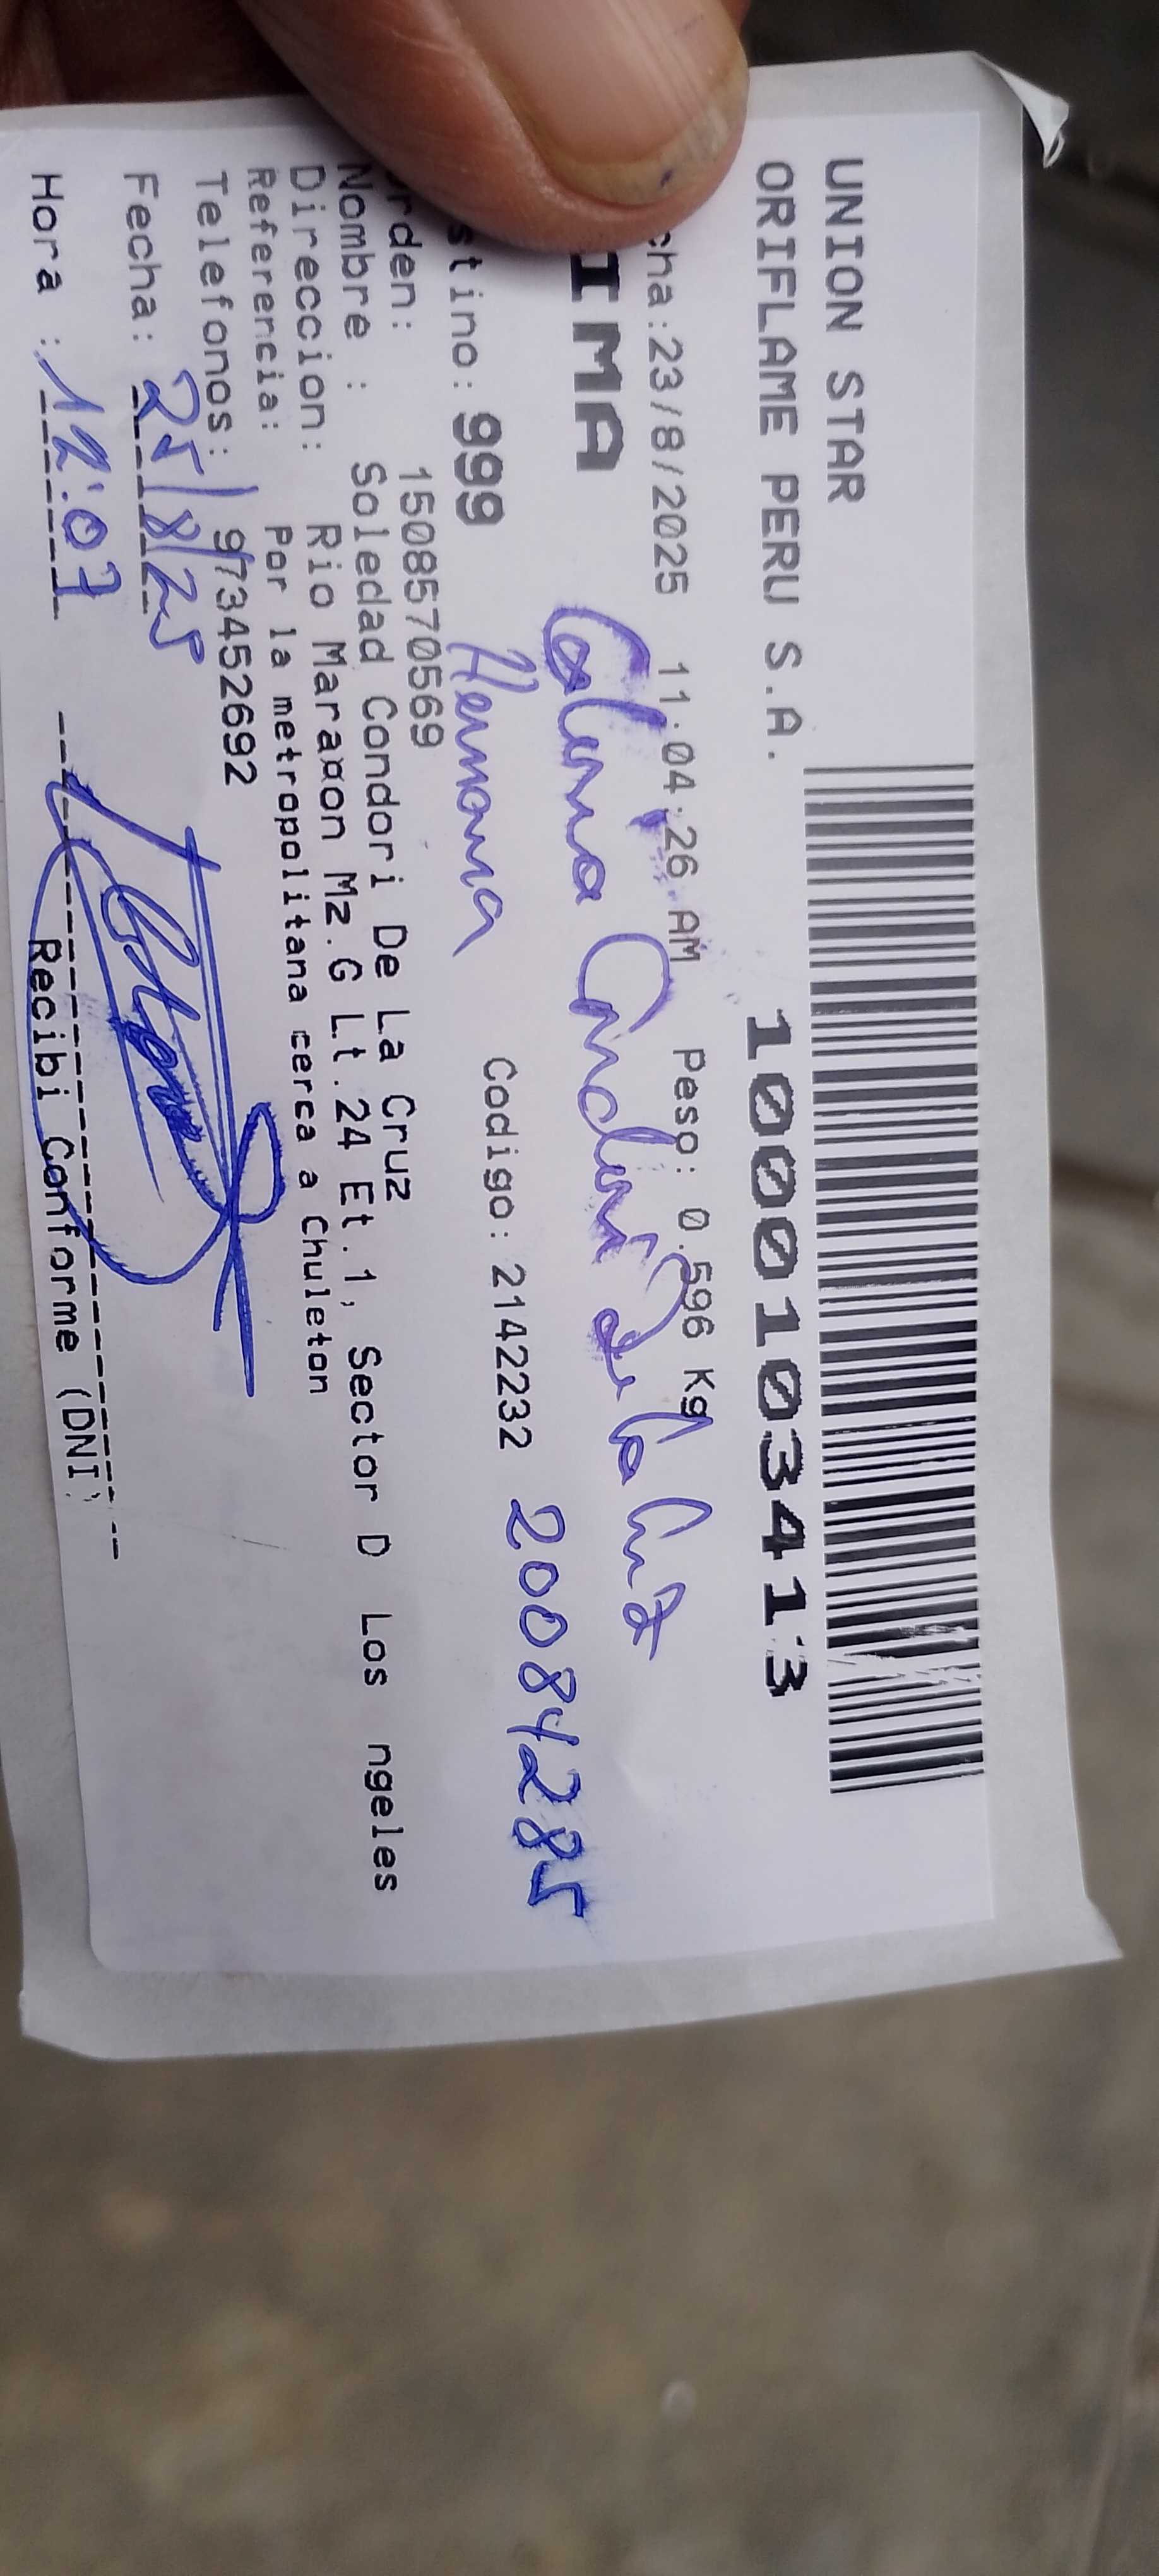 UNION STAR
ORIFLAME PERU S.A.
1000103413
cha:23/8/2025 11:04:26 AM Peso: 0.596 Kg
IMA
Celima Condori De la Cruz
stino: 999 Codigo: 2142232 20084285
Hermana
rden: 1508570569
Nombre : Soledad Condori De La Cruz
Direccion: Rio Mara¤on Mz.G Lt.24 Et.1, Sector D Los ngeles
Referencia: Por la metropolitana cerca a Chuleton
Telefonos: 973452692
Fecha: 25/8/25
Hora : 12:07
Recibi Conforme (DNI)